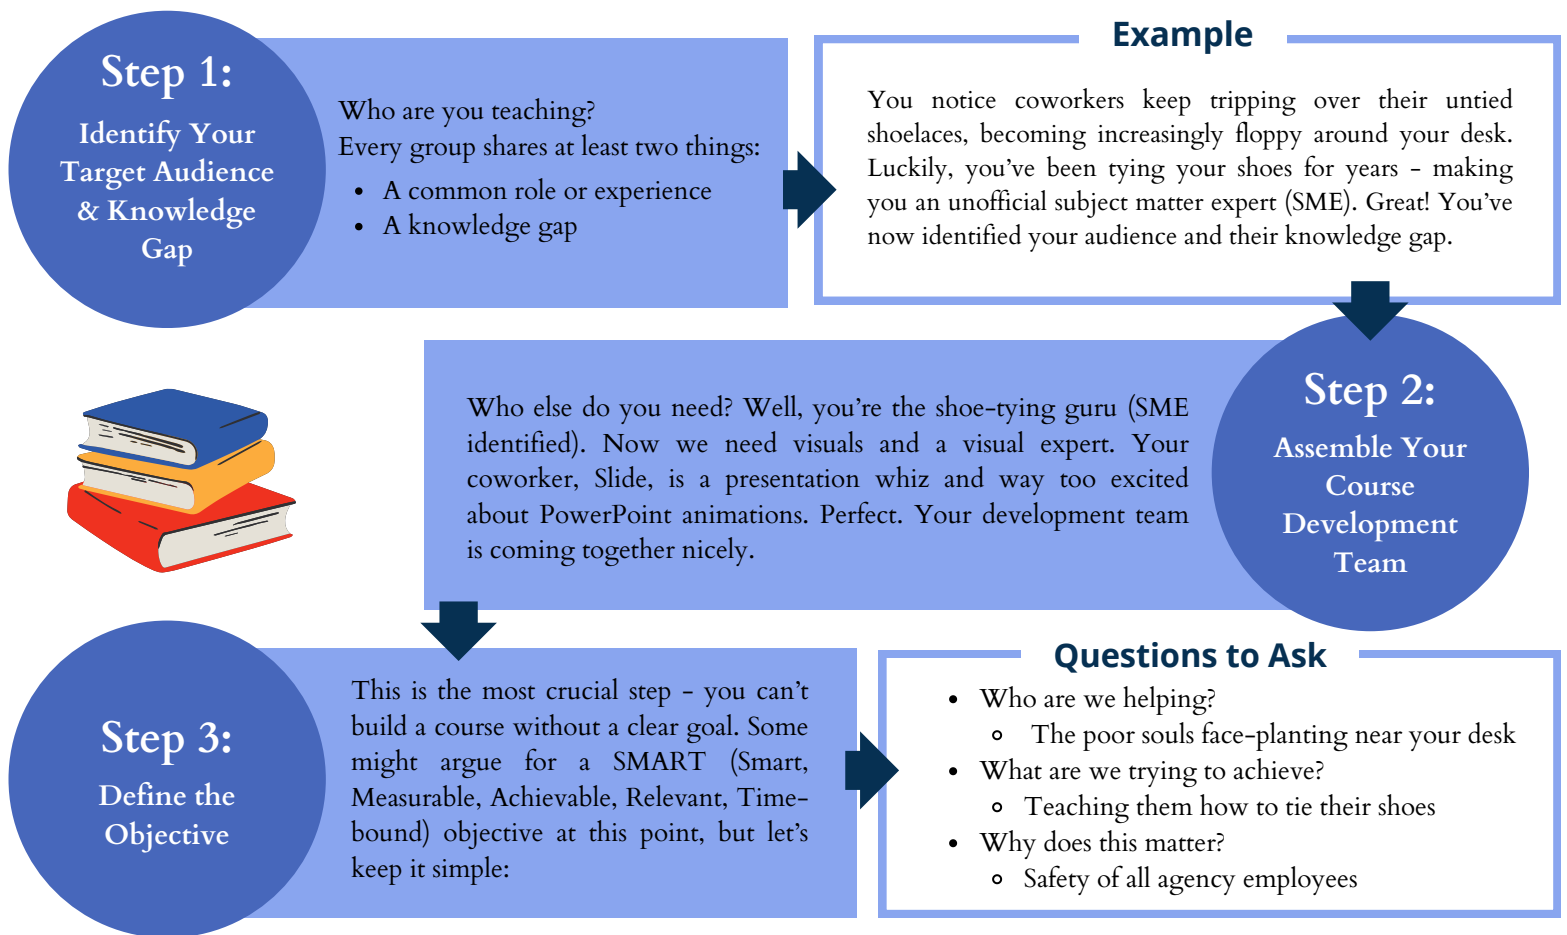 Step 1:
Identify Your
Target Audience
& Knowledge
Gap
Who are you teaching?
Every group shares at least two things:
• A common role or experience
• A knowledge gap
Example
You notice coworkers keep tripping over their untied
shoelaces, becoming increasingly floppy around your desk.
Luckily, you've been tying your shoes for years - making
you an unofficial subject matter expert (SME). Great! You've
now identified your audience and their knowledge gap.
Step 2:
Assemble Your
Course
Development
Team
Who else do you need? Well, you're the shoe-tying guru (SME
identified). Now we need visuals and a visual expert. Your
coworker, Slide, is a presentation whiz and way too excited
about PowerPoint animations. Perfect. Your development team
is coming together nicely.
Step 3:
Define the
Objective
This is the most crucial step - you can't
build a course without a clear goal. Some
might argue for a SMART (Smart,
Measurable, Achievable, Relevant, Time-
bound) objective at this point, but let's
keep it simple:
Questions to Ask
• Who are we helping?
◦ The poor souls face-planting near your desk
• What are we trying to achieve?
◦ Teaching them how to tie their shoes
• Why does this matter?
◦ Safety of all agency employees